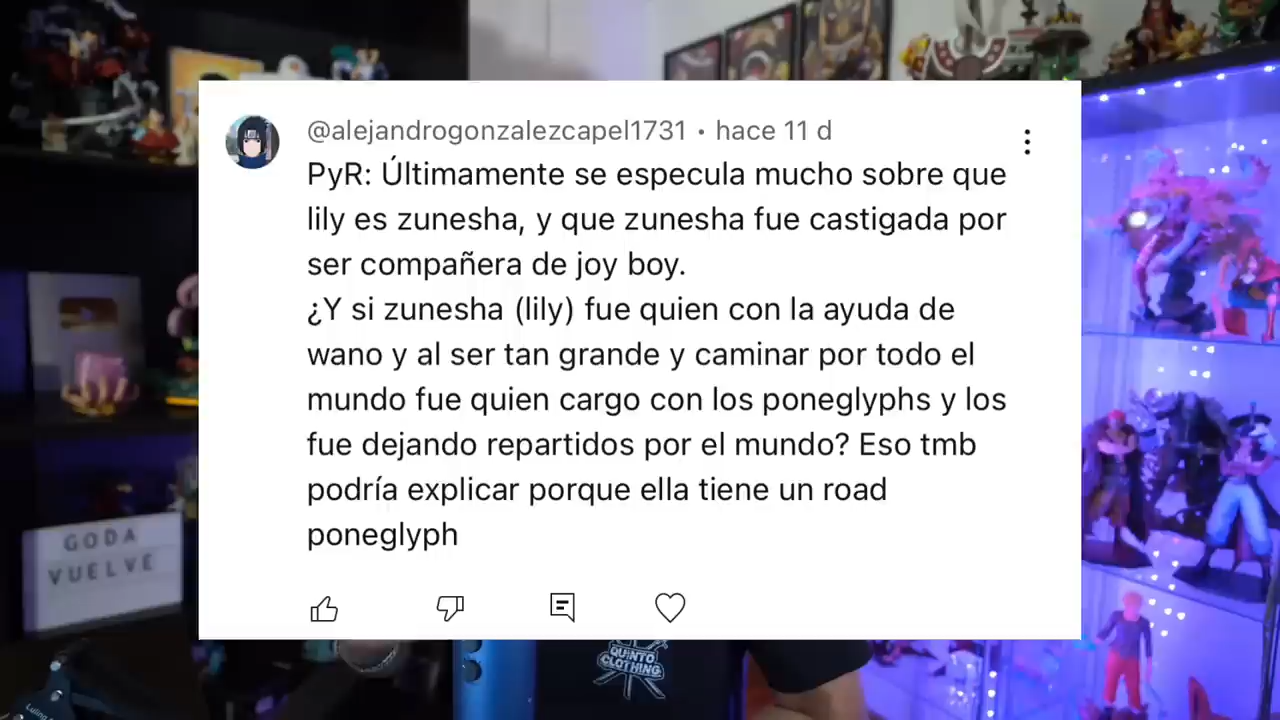 @alejandrogonzalezcapel1731 • hace 11 d
PyR: Últimamente se especula mucho sobre que
lily es zunesha, y que zunesha fue castigada por
ser compañera de joy boy.
¿Y si zunesha (lily) fue quien con la ayuda de
wano y al ser tan grande y caminar por todo el
mundo fue quien cargo con los poneglyphs y los
fue dejando repartidos por el mundo? Eso tmb
podría explicar porque ella tiene un road
poneglyph
GODA
VUELVE
QUINTO
CLOTHING